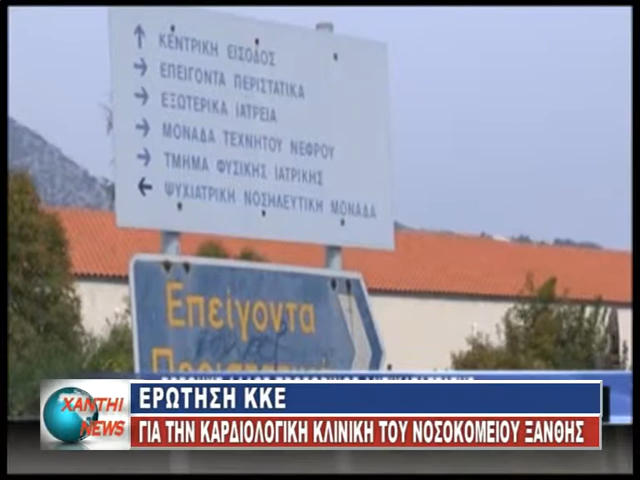 ΚΕΝΤΡΙΚΗ ΕΙΣΟΔΟΣ
ΕΠΕΙΓΟΝΤΑ ΠΕΡΙΣΤΑΤΙΚΑ
ΕΞΩΤΕΡΙΚΑ ΙΑΤΡΕΙΑ
ΜΟΝΑΔΑ ΤΕΧΝΗΤΟΥ ΝΕΦΡΟΥ
ΤΜΗΜΑ ΦΥΣΙΚΗΣ ΙΑΤΡΙΚΗΣ
ΨΥΧΙΑΤΡΙΚΗ ΝΟΣΗΛΕΥΤΙΚΗ ΜΟΝΑΔΑ
Επείγοντα
XANTHI NEWS
ΕΡΩΤΗΣΗ ΚΚΕ
ΓΙΑ ΤΗΝ ΚΑΡΔΙΟΛΟΓΙΚΗ ΚΛΙΝΙΚΗ ΤΟΥ ΝΟΣΟΚΟΜΕΙΟΥ ΞΑΝΘΗΣ